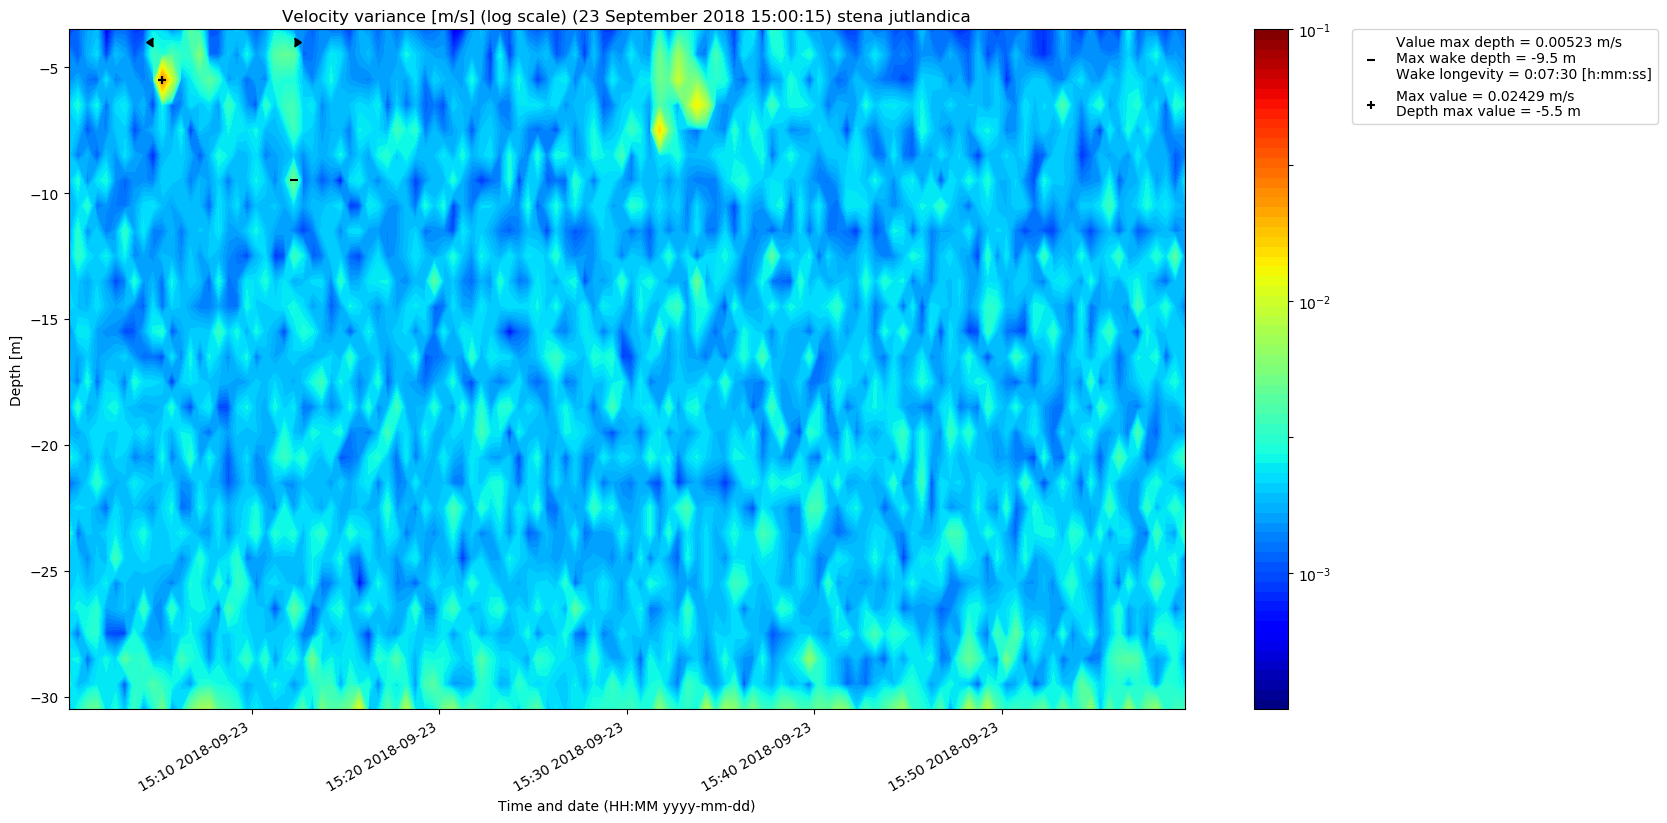 Velocity variance [m/s] (log scale) (23 September 2018 15:00:15) stena jutlandica
Value max depth = 0.00523 m/s
Max wake depth = -9.5 m
Wake longevity = 0:07:30 [h:mm:ss]
Max value = 0.02429 m/s
Depth max value = -5.5 m
10⁻¹
10⁻²
10⁻³
Depth [m]
−5
−10
−15
−20
−25
−30
15:10 2018-09-23
15:20 2018-09-23
15:30 2018-09-23
15:40 2018-09-23
15:50 2018-09-23
Time and date (HH:MM yyyy-mm-dd)